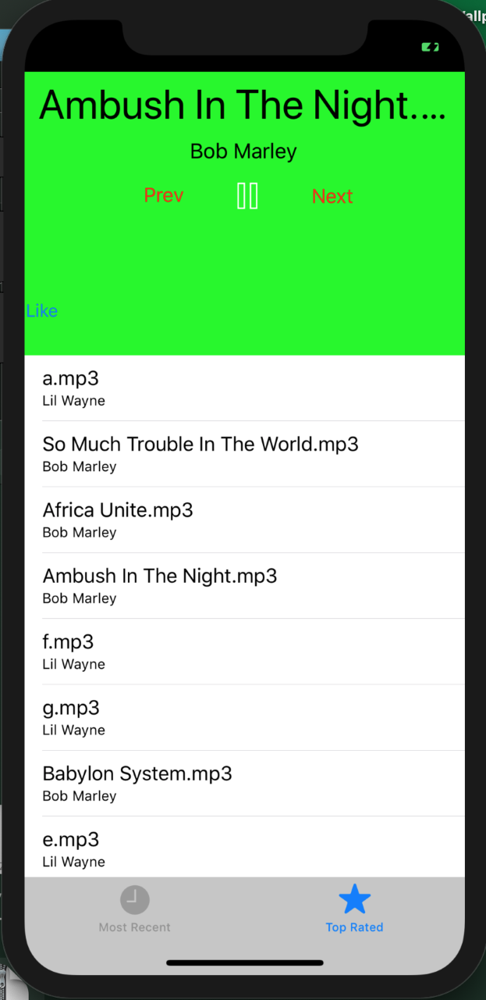 Ambush In The Night....
Bob Marley
Prev
Next
Like
a.mp3
Lil Wayne
So Much Trouble In The World.mp3
Bob Marley
Africa Unite.mp3
Bob Marley
Ambush In The Night.mp3
Bob Marley
f.mp3
Lil Wayne
g.mp3
Lil Wayne
Babylon System.mp3
Bob Marley
e.mp3
Lil Wayne
Most Recent
Top Rated